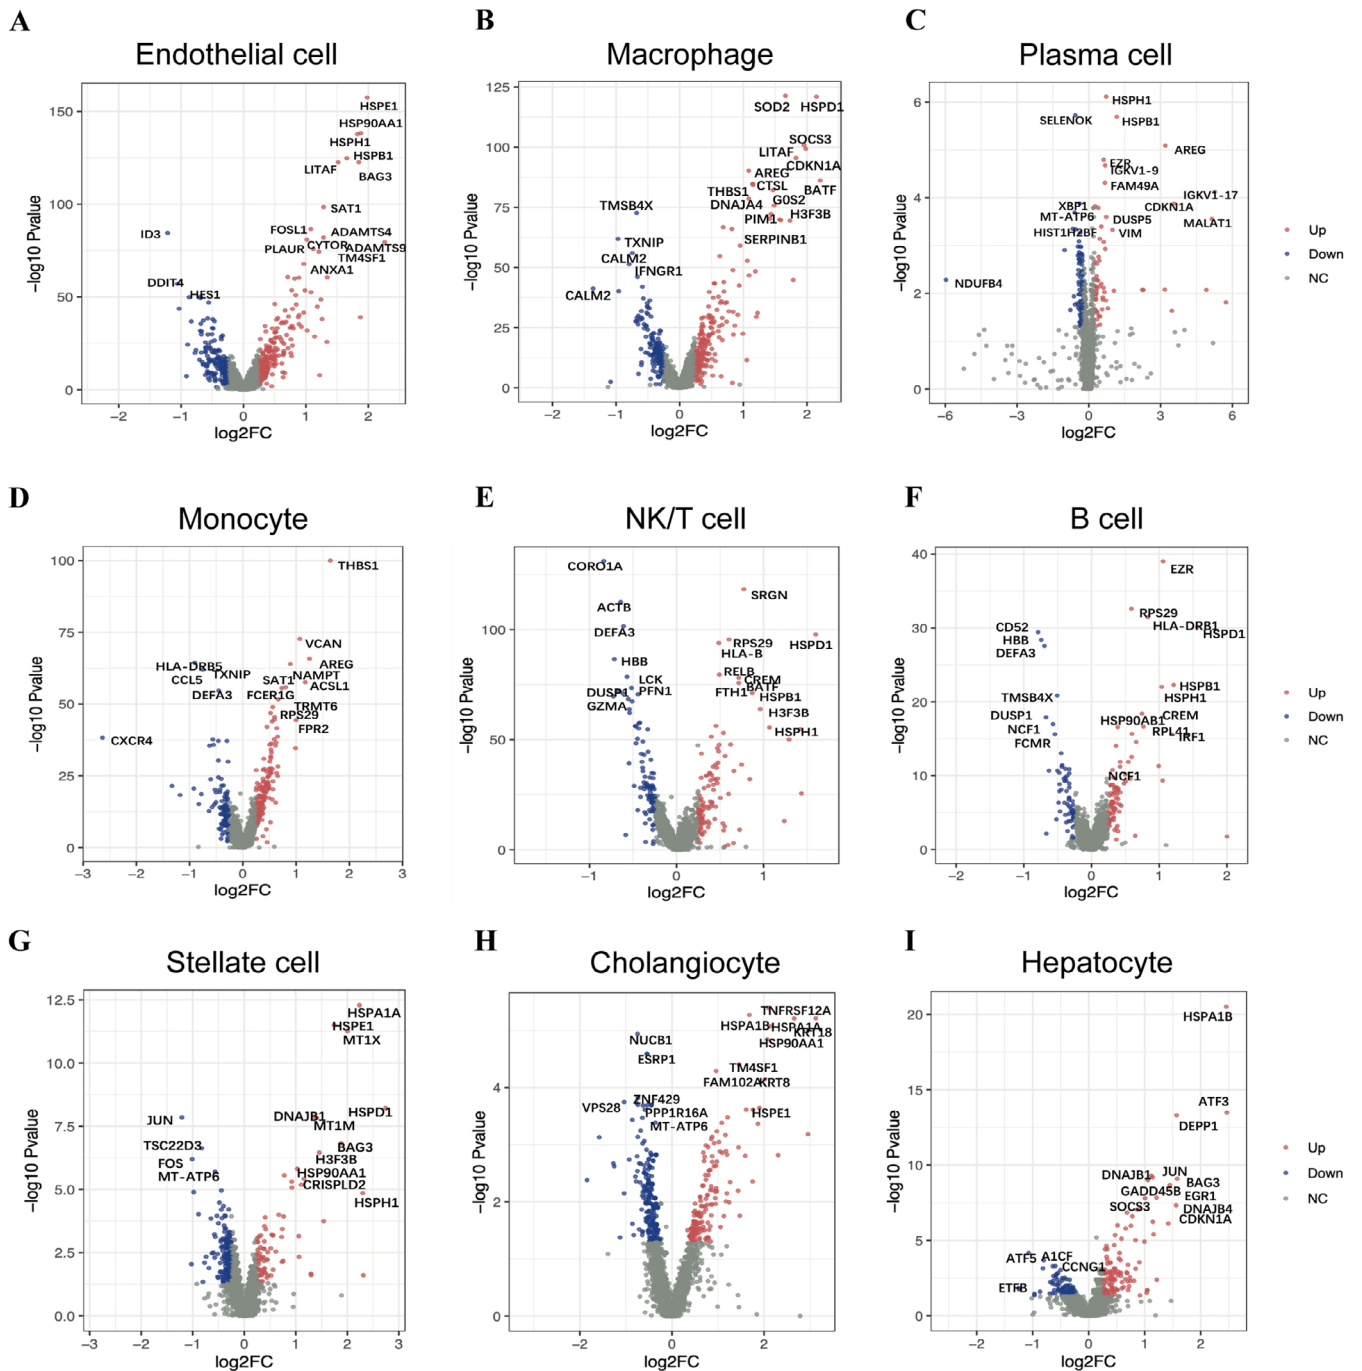 A
Endothelial cell
−log10 Pvalue
150
100
50
0
HSPE1
HSP90AA1
HSPH1
HSPB1
LITAF
BAG3
SAT1
FOSL1
ADAMTS4
ID3
CYTOR
PLAUR
ADAMTS9
TM4SF1
ANXA1
DDIT4
HES1
−2
−1
0
1
2
log2FC
B
Macrophage
−log10 Pvalue
125
100
75
50
25
0
SOD2
HSPD1
SOCS3
LITAF
CDKN1A
AREG
CTSL
BATF
THBS1
G0S2
DNAJA4
TMSB4X
H3F3B
PIM1
TXNIP
SERPINB1
CALM2
IFNGR1
CALM2
−2
−1
0
1
2
log2FC
C
Plasma cell
−log10 Pvalue
6
4
2
0
HSPH1
SELENOK
HSPB1
AREG
EZR
IGKV1-9
FAM49A
IGKV1-17
XBP1
CDKN1A
MT-ATP6
DUSP5
MALAT1
HIST1H2BF
VIM
NDUFB4
−6
−3
0
3
6
log2FC
Up
Down
NC
D
Monocyte
−log10 Pvalue
100
75
50
25
0
THBS1
VCAN
HLA-DRB5
AREG
TXNIP
NAMPT
CCL5
SAT1
ACSL1
DEFA3
FCER1G
TRMT6
RPS29
FPR2
CXCR4
−3
−2
−1
0
1
2
3
log2FC
E
NK/T cell
−log10 Pvalue
100
50
0
CORO1A
SRGN
ACTB
DEFA3
RPS29
HSPD1
HLA-B
HBB
RELB
LCK
CREM
BATF
DUSP1
PFN1
FTH1
HSPB1
GZMA
H3F3B
HSPH1
−1
0
1
log2FC
F
B cell
−log10 Pvalue
40
30
20
10
0
EZR
RPS29
CD52
HLA-DRB1
HSPD1
HBB
DEFA3
HSPB1
TMSB4X
HSPH1
DUSP1
CREM
HSP90AB1
NCF1
RPL41
IRF1
FCMR
NCF1
−2
−1
0
1
2
log2FC
Up
Down
NC
G
Stellate cell
−log10 Pvalue
12.5
10.0
7.5
5.0
2.5
0.0
HSPA1A
HSPE1
MT1X
HSPD1
JUN
DNAJB1
MT1M
TSC22D3
BAG3
FOS
H3F3B
MT-ATP6
HSP90AA1
CRISPLD2
HSPH1
−3
−2
−1
0
1
2
3
log2FC
H
Cholangiocyte
−log10 Pvalue
4
2
0
TNFRSF12A
HSPA1B
HSPA1A
KRT18
NUCB1
HSP90AA1
ESRP1
TM4SF1
FAM102A
KRT8
ZNF429
VPS28
PPP1R16A
HSPE1
MT-ATP6
−2
0
2
log2FC
I
Hepatocyte
−log10 Pvalue
20
15
10
5
0
HSPA1B
ATF3
DEPP1
DNAJB1
JUN
BAG3
GADD45B
EGR1
SOCS3
DNAJB4
CDKN1A
ATF5
A1CF
CCNG1
ETFB
−2
−1
0
1
2
log2FC
Up
Down
NC